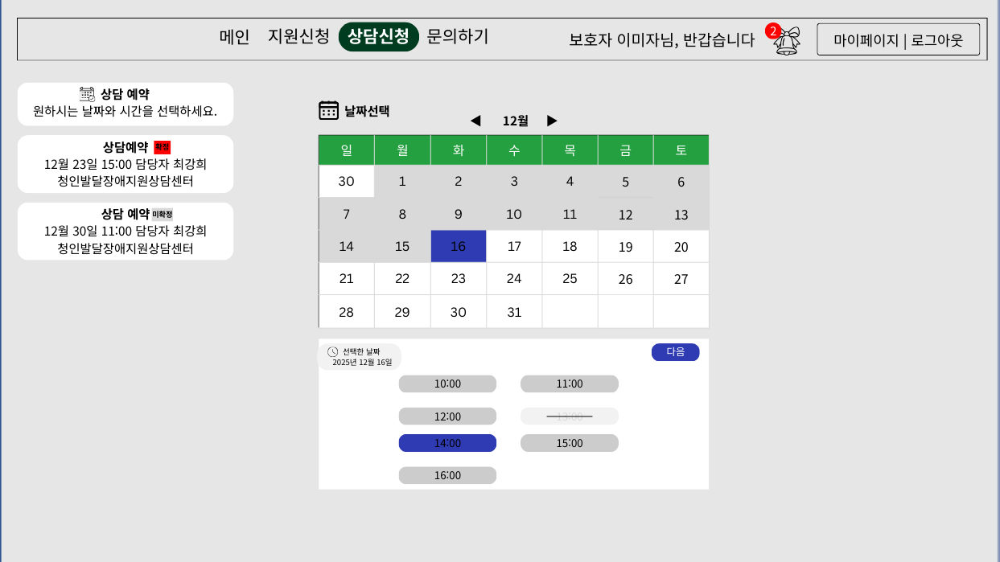 메인 지원신청 상담신청 문의하기
보호자 이미자님, 반갑습니다 2 마이페이지 | 로그아웃
상담 예약
원하시는 날짜와 시간을 선택하세요.
상담예약 확정
12월 23일 15:00 담당자 최강희
청인발달장애지원상담센터
상담 예약 미확정
12월 30일 11:00 담당자 최강희
청인발달장애지원상담센터
날짜선택
◀ 12월 ▶
일 월 화 수 목 금 토
30 1 2 3 4 5 6
7 8 9 10 11 12 13
14 15 16 17 18 19 20
21 22 23 24 25 26 27
28 29 30 31
선택한 날짜
2025년 12월 16일
다음
10:00 11:00
12:00 13:00
14:00 15:00
16:00